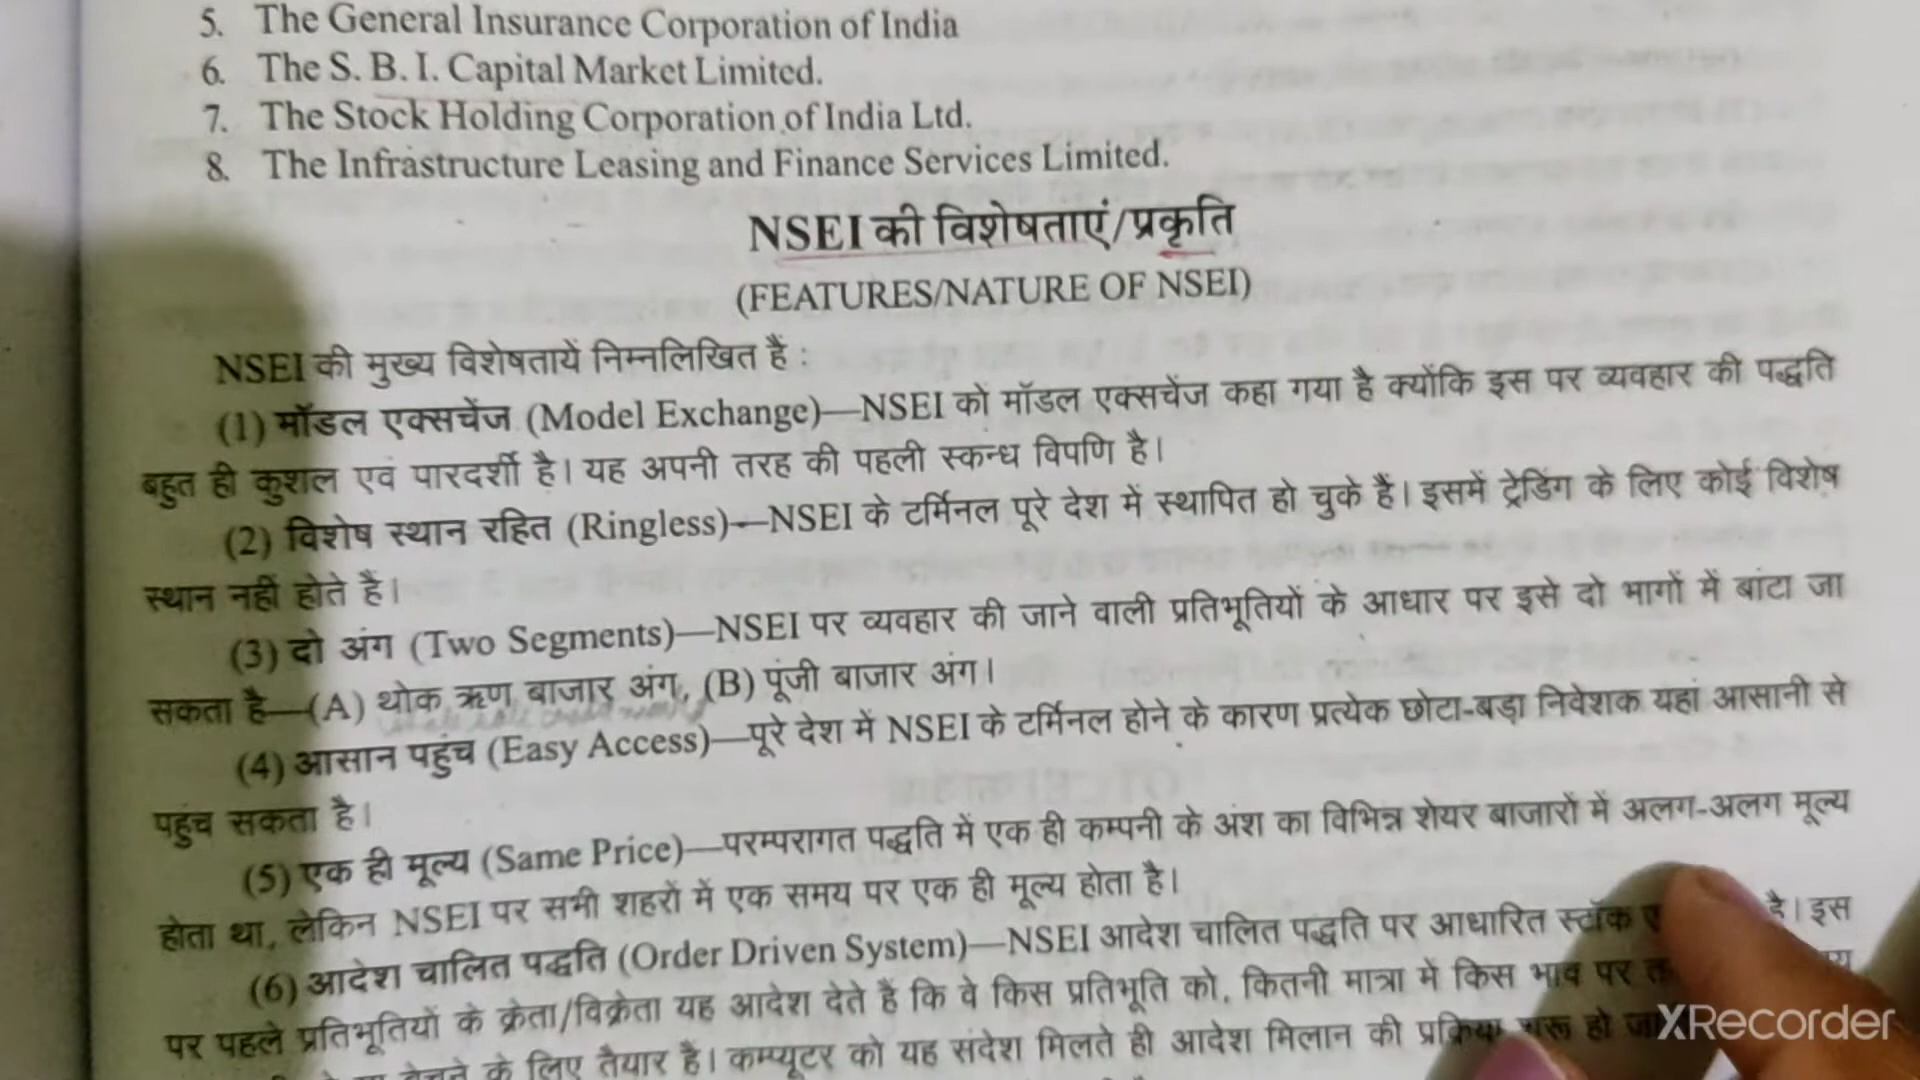 5. The General Insurance Corporation of India
6. The S. B. I. Capital Market Limited.
7. The Stock Holding Corporation of India Ltd.
8. The Infrastructure Leasing and Finance Services Limited.
NSEI की विशेषताएं/प्रकृति
(FEATURES/NATURE OF NSEI)
NSEI की मुख्य विशेषतायें निम्नलिखित हैं :
(1) मॉडल एक्सचेंज (Model Exchange)—NSEI को मॉडल एक्सचेंज कहा गया है क्योंकि इस पर व्यवहार की पद्धति
बहुत ही कुशल एवं पारदर्शी है। यह अपनी तरह की पहली स्कन्ध विपणि है।
(2) विशेष स्थान रहित (Ringless)—NSEI के टर्मिनल पूरे देश में स्थापित हो चुके हैं। इसमें ट्रेडिंग के लिए कोई विशेष
स्थान नहीं होते हैं।
(3) दो अंग (Two Segments)—NSEI पर व्यवहार की जाने वाली प्रतिभूतियों के आधार पर इसे दो भागों में बांटा जा
सकता है—(A) थोक ऋण बाजार अंग, (B) पूंजी बाजार अंग।
(4) आसान पहुंच (Easy Access)—पूरे देश में NSEI के टर्मिनल होने के कारण प्रत्येक छोटा-बड़ा निवेशक यहां आसानी से
पहुंच सकता है।
(5) एक ही मूल्य (Same Price)—परम्परागत पद्धति में एक ही कम्पनी के अंश का विभिन्न शेयर बाजारों में अलग-अलग मूल्य
होता था, लेकिन NSEI पर सभी शहरों में एक समय पर एक ही मूल्य होता है।
(6) आदेश चालित पद्धति (Order Driven System)—NSEI आदेश चालित पद्धति पर आधारित स्टॉक है। इस
पर पहले प्रतिभूतियों के क्रेता/विक्रेता यह आदेश देते हैं कि वे किस प्रतिभूति को, कितनी मात्रा में किस भाव पर
के लिए तैयार हैं। कम्प्यूटर को यह संदेश मिलते ही आदेश मिलान की प्रक्रिया शुरू हो
XRecorder